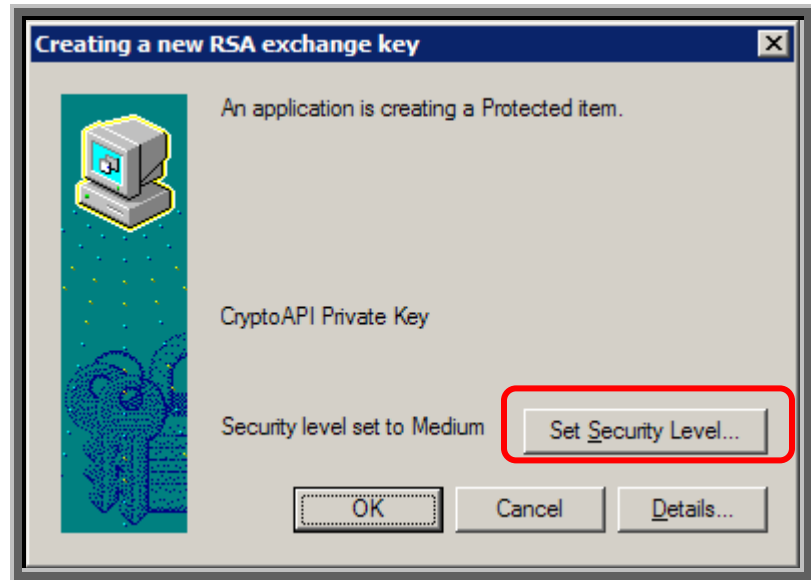 Creating a new RSA exchange key
An application is creating a Protected item.
CryptoAPI Private Key
Security level set to Medium
Set Security Level...
OK
Cancel
Details...